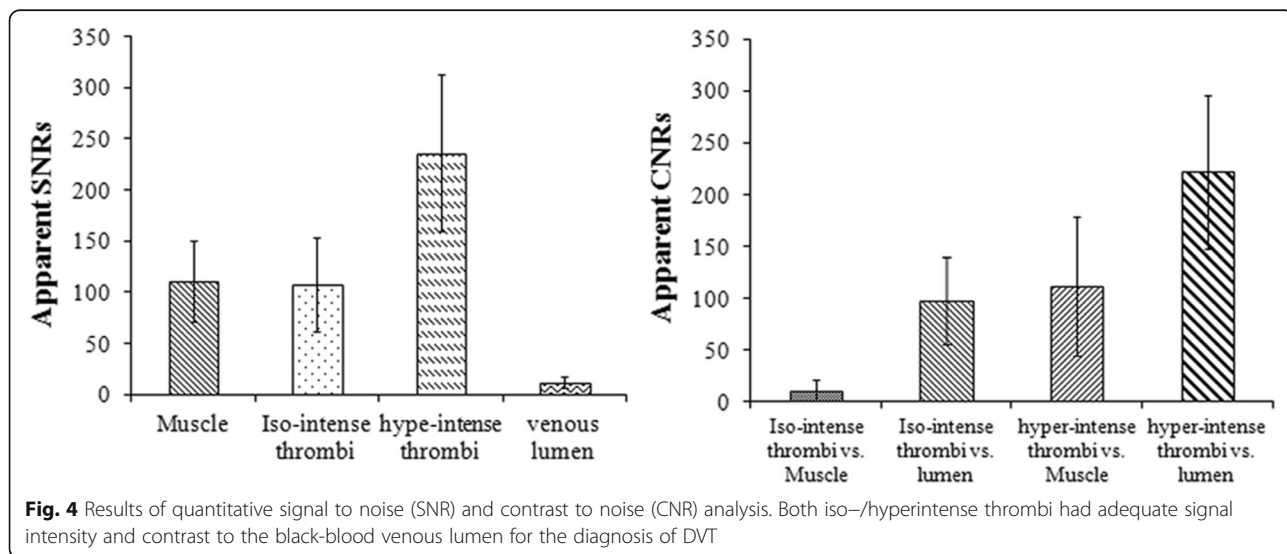 350
300
250
200
150
100
50
0
Apparent SNRs
Muscle
Iso-intense
thrombi
hype-intense
thrombi
venous
lumen
350
300
250
200
150
100
50
0
Apparent CNRs
Iso-intense
thrombi vs.
Muscle
Iso-intense
thrombi vs.
lumen
hyper-intense
thrombi vs.
Muscle
hyper-intense
thrombi vs.
lumen
Fig. 4 Results of quantitative signal to noise (SNR) and contrast to noise (CNR) analysis. Both iso–/hyperintense thrombi had adequate signal
intensity and contrast to the black-blood venous lumen for the diagnosis of DVT